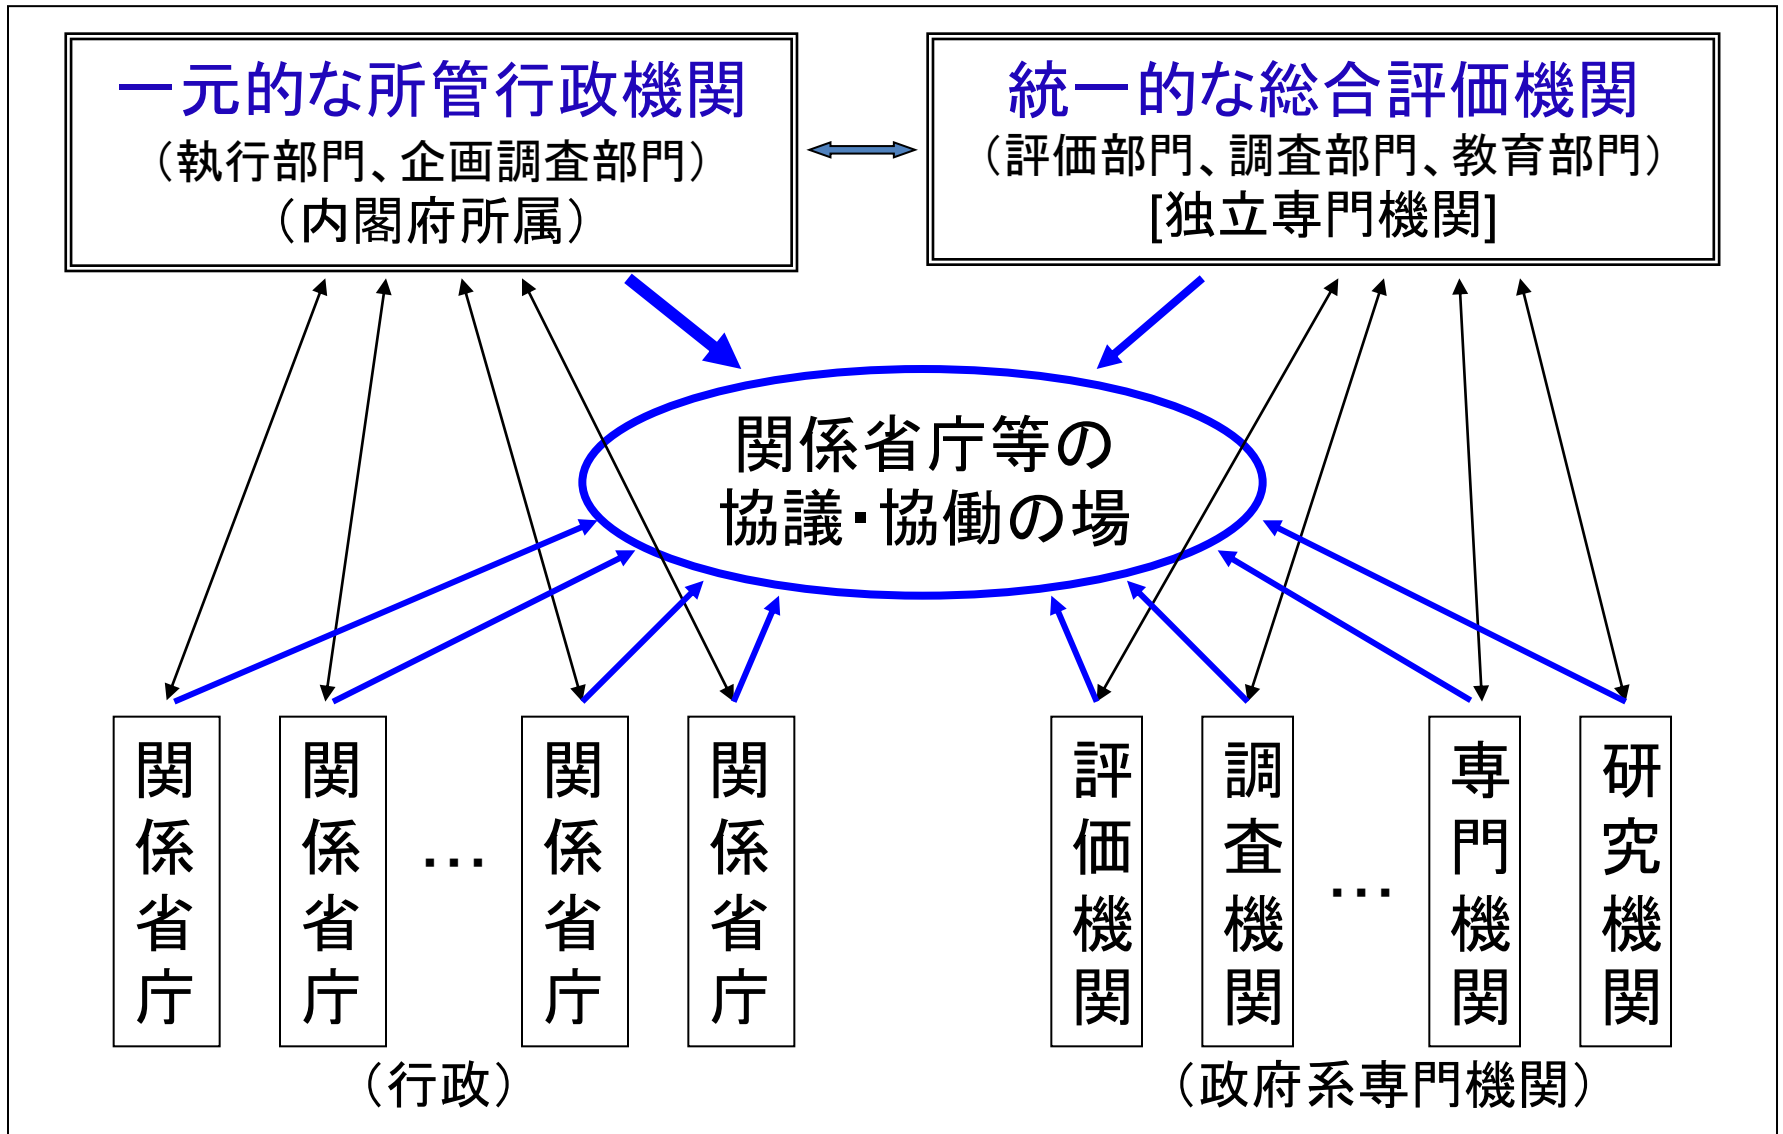 一元的な所管行政機関
（執行部門、企画調査部門）
（内閣府所属）
統一的な総合評価機関
（評価部門、調査部門、教育部門）
[独立専門機関]
関係省庁等の
協議・協働の場
関係省庁
関係省庁
…
関係省庁
関係省庁
評価機関
調査機関
…
専門機関
研究機関
（行政）
（政府系専門機関）